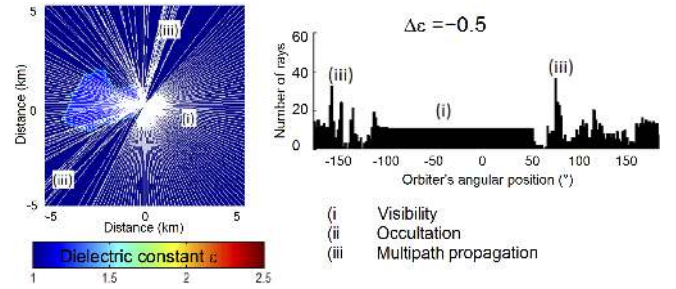 Distance (km)
5
0
-5
-5
0
5
Distance (km)
(iii)
(i)
(iii)
Dielectric constant ε
1
1.5
2
2.5
Δε =−0.5
Number of rays
60
40
20
0
(iii)
(i)
(iii)
-150
-100
-50
0
50
100
150
Orbiter's angular position (°)
(i Visibility
(ii Occultation
(iii Multipath propagation